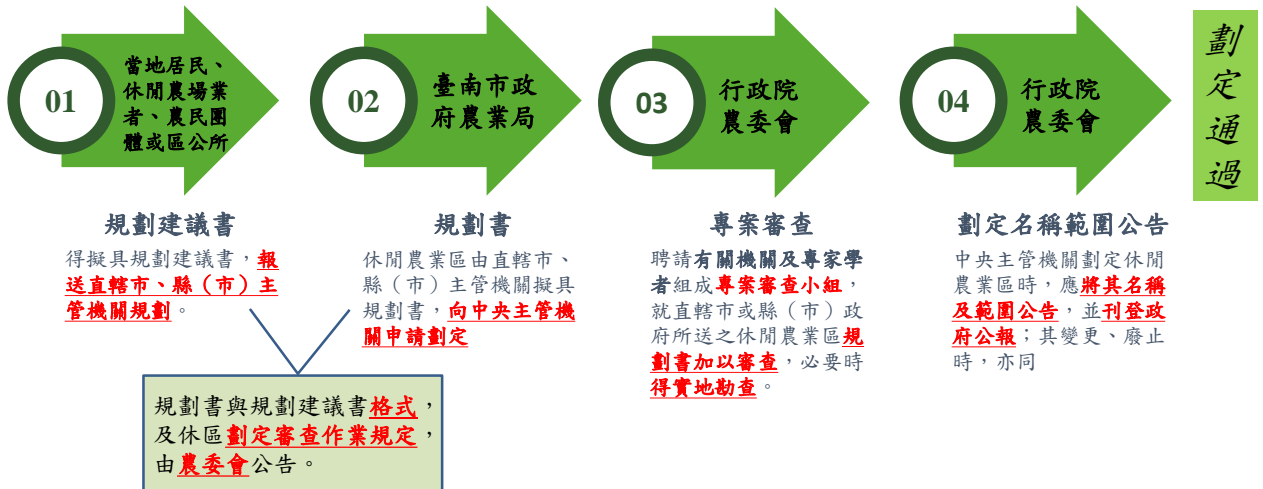 01
當地居民、
休閒農場業
者、農民團
體或區公所
規劃建議書
得擬具規劃建議書，報
送直轄市、縣（市）主
管機關規劃。
02
臺南市政
府農業局
規劃書
休閒農業區由直轄市、
縣（市）主管機關擬具
規劃書，向中央主管機
關申請劃定
規劃書與規劃建議書格式，
及休區劃定審查作業規定，
由農委會公告。
03
行政院
農委會
專案審查
聘請有關機關及專家學
者組成專案審查小組，
就直轄市或縣（市）政
府所送之休閒農業區規
劃書加以審查，必要時
得實地勘查。
04
行政院
農委會
劃定名稱範圍公告
中央主管機關劃定休閒
農業區時，應將其名稱
及範圍公告，並刊登政
府公報；其變更、廢止
時，亦同
劃定通過